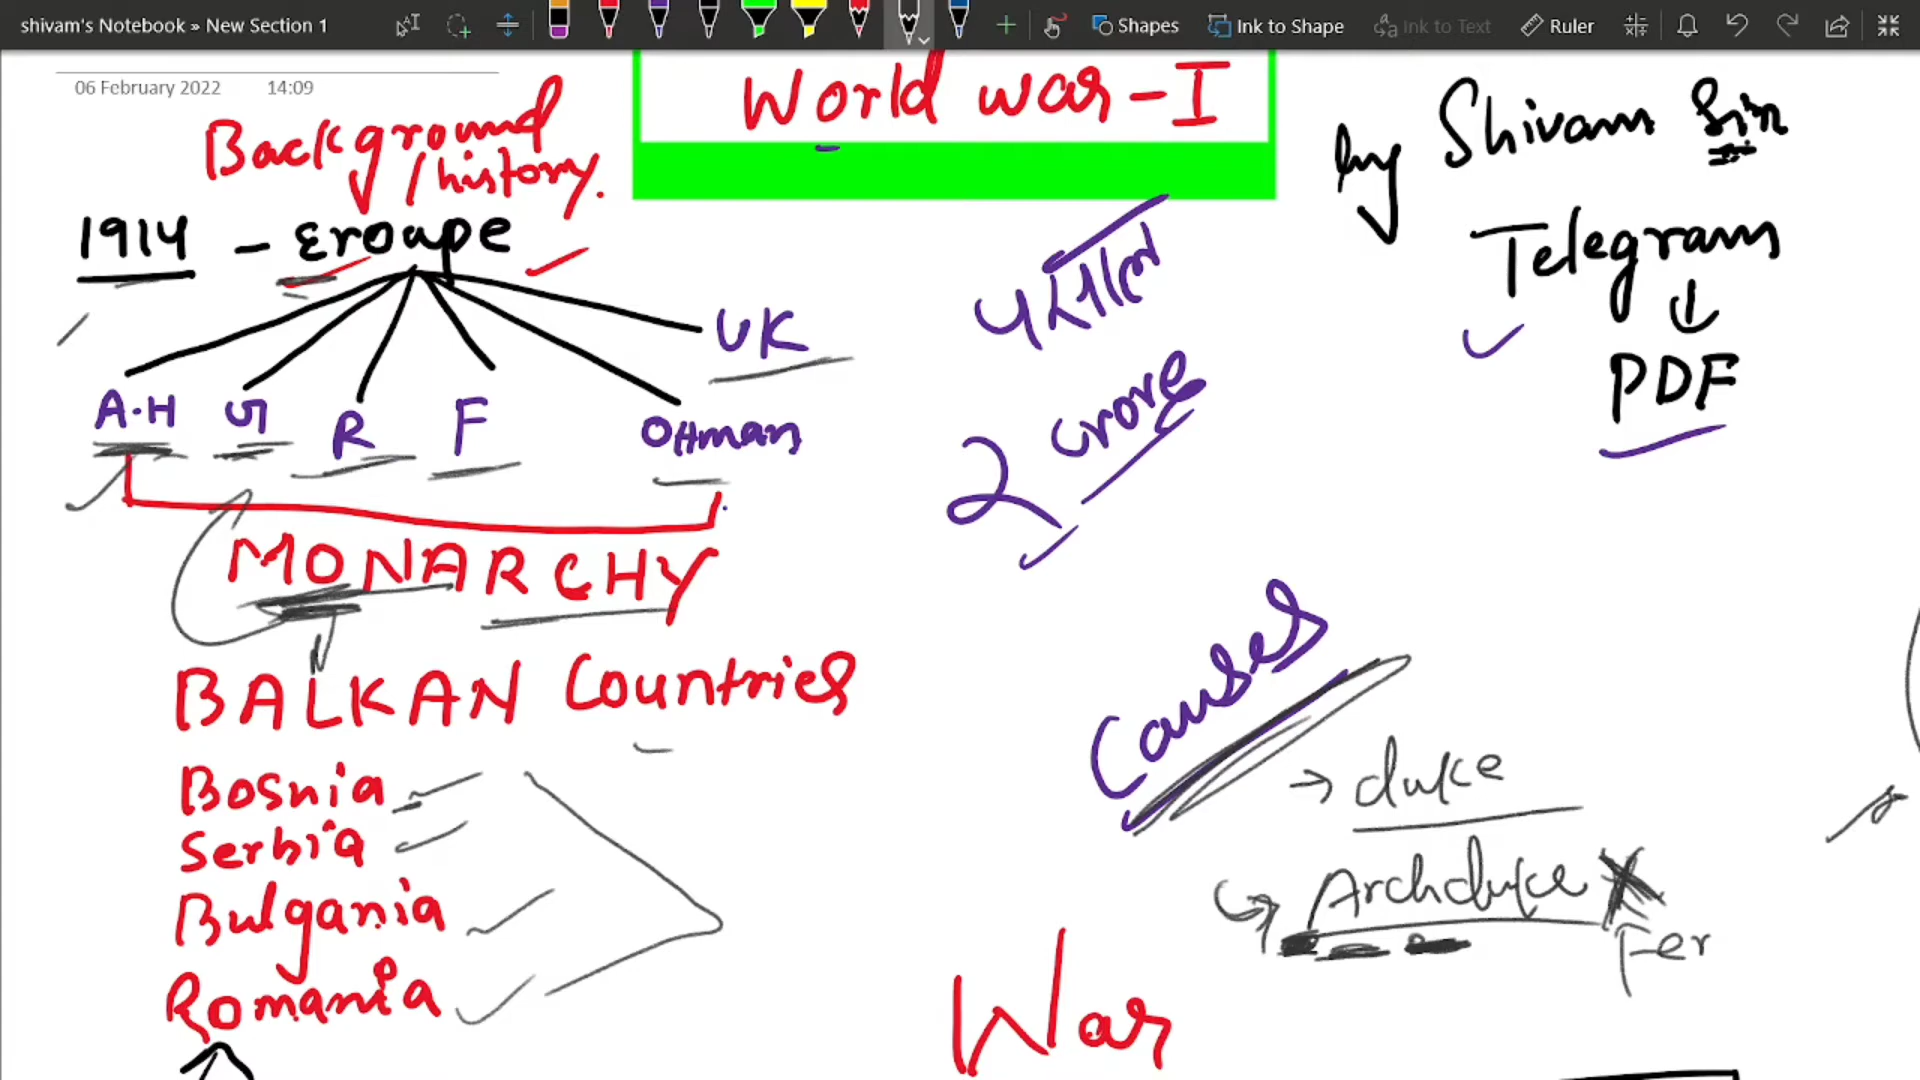 shivam's Notebook » New Section 1
Shapes
Ink to Shape
Ink to Text
Ruler
06 February 2022 14:09
World war - I
by Shivam Sir
Telegram
PDF
Background
/history.
1914 - Eroupe
UK
A.H G R F Ottman
MONARCHY
BALKAN Countries
Bosnia
Serbia
Bulgania
Romania
4 साल
2 crore
Causes
→ duke
Archduke
Fer
War